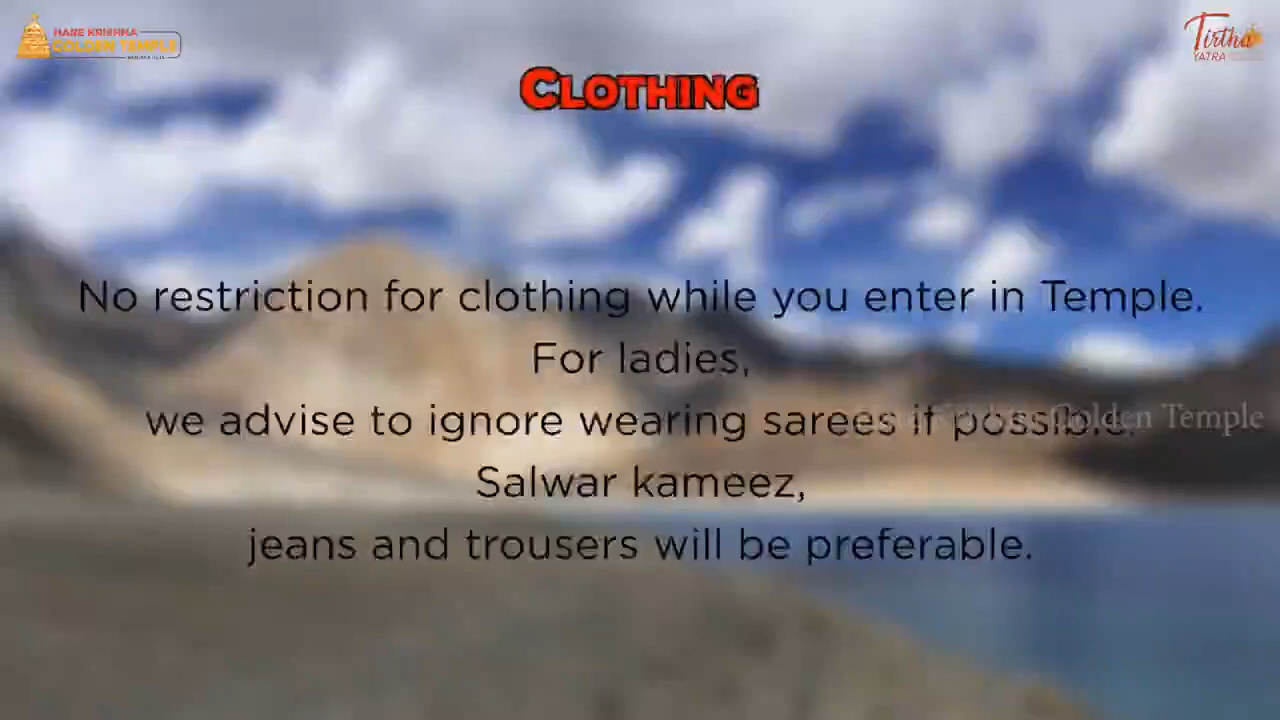 HARE KRISHNA
GOLDEN TEMPLE
Tirtha
YATRA
CLOTHING
No restriction for clothing while you enter in Temple.
For ladies,
we advise to ignore wearing sarees if possible.
Golden Temple
Salwar kameez,
jeans and trousers will be preferable.